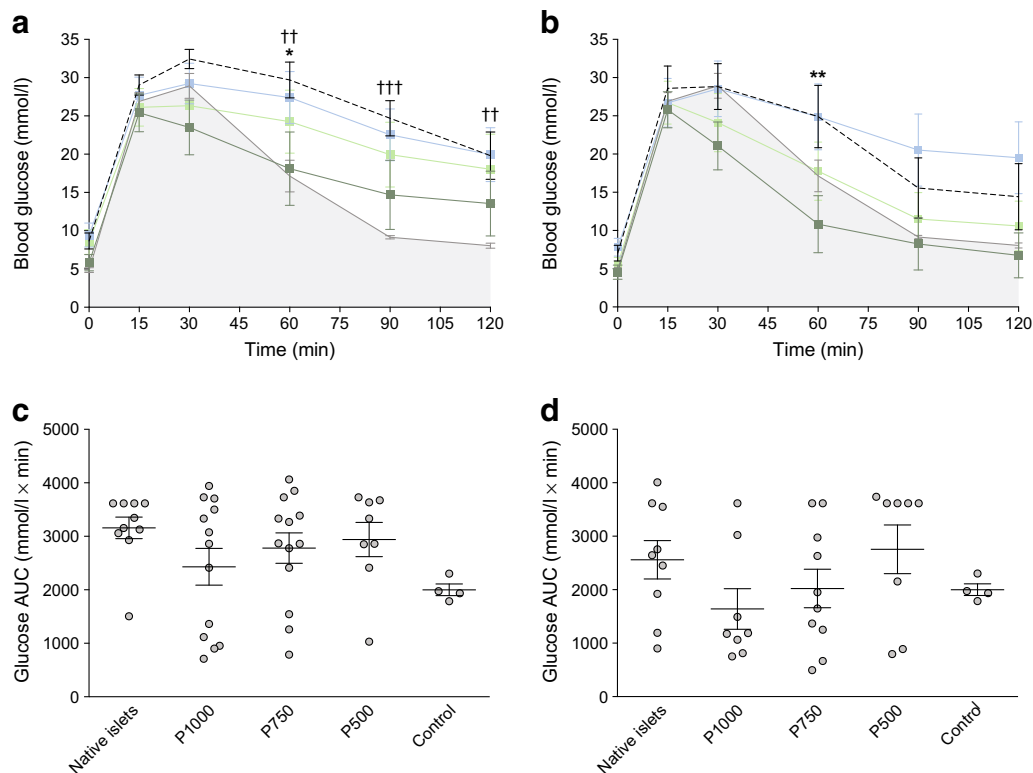 a
35
30
25
20
15
10
5
0
Blood glucose (mmol/l)
††
*
†††
††
0 15 30 45 60 75 90 105 120
Time (min)
b
35
30
25
20
15
10
5
0
Blood glucose (mmol/l)
**
0 15 30 45 60 75 90 105 120
Time (min)
c
5000
4000
3000
2000
1000
0
Glucose AUC (mmol/l × min)
Native islets P1000 P750 P500 Control
d
5000
4000
3000
2000
1000
0
Glucose AUC (mmol/l × min)
Native islets P1000 P750 P500 Control